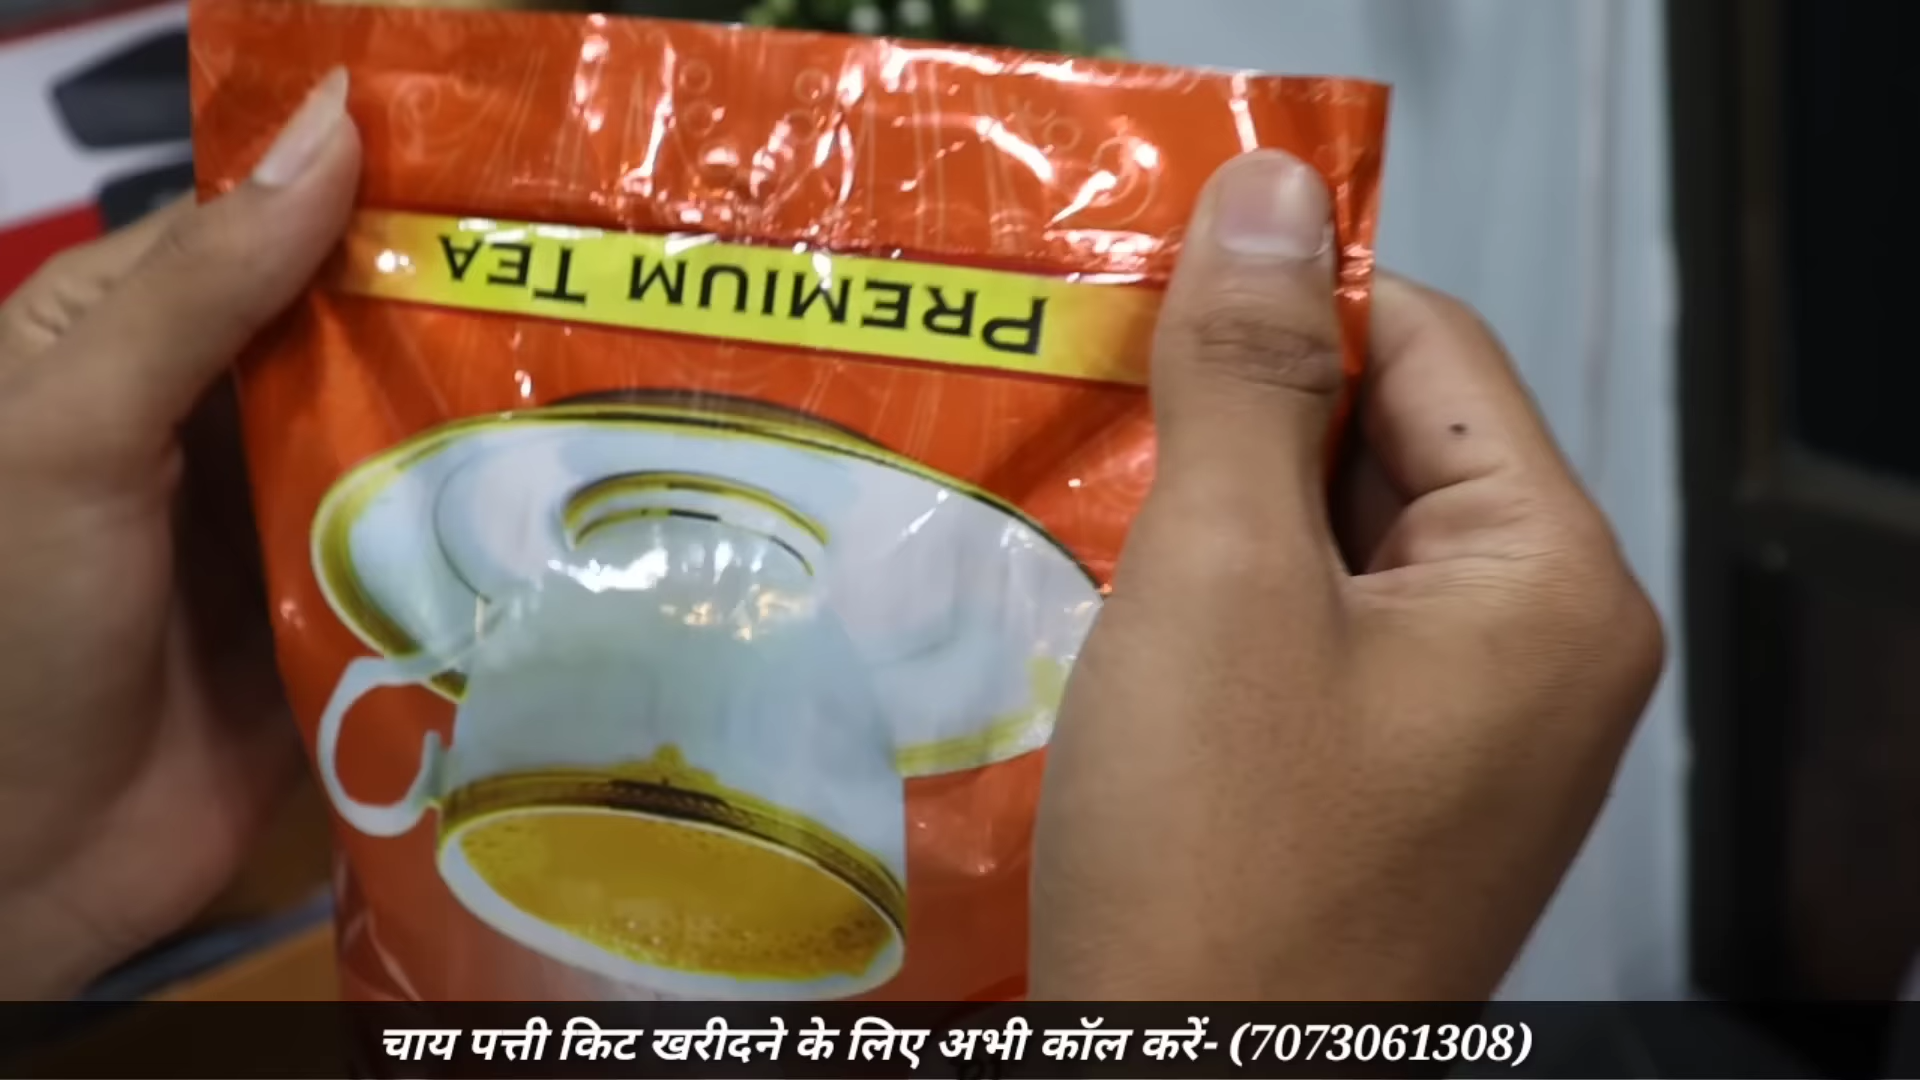 PREMIUM TEA
चाय पत्ती किट खरीदने के लिए अभी कॉल करें- (7073061308)